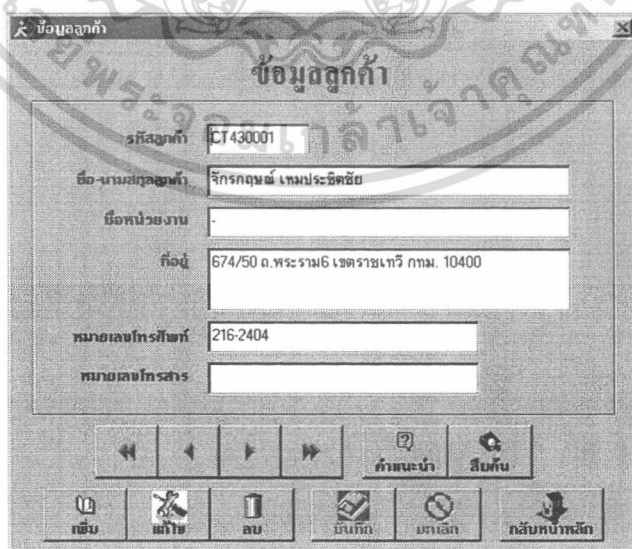 ข้อมูลลูกค้า
ข้อมูลลูกค้า
รหัสลูกค้า CT430001
ชื่อ-นามสกุลลูกค้า จักรกฤษณ์ เหมประชิตชัย
ชื่อหน่วยงาน -
ที่อยู่ 674/50 ถ.พระราม6 เขตราชเทวี กทม. 10400
หมายเลขโทรศัพท์ 216-2404
หมายเลขโทรสาร
คำแนะนำ สืบค้น
เพิ่ม แก้ไข ลบ บันทึก ยกเลิก กลับหน้าหลัก